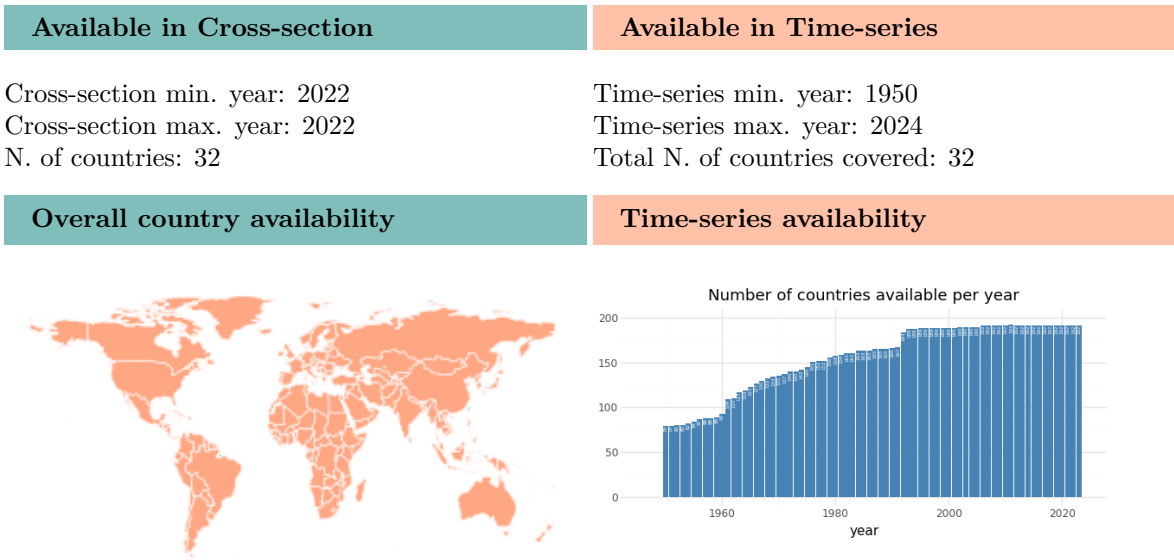 Available in Cross-section
Available in Time-series
Cross-section min. year: 2022
Cross-section max. year: 2022
N. of countries: 32
Time-series min. year: 1950
Time-series max. year: 2024
Total N. of countries covered: 32
Overall country availability
Time-series availability
Number of countries available per year
200
150
100
50
0
1960
1980
2000
2020
year